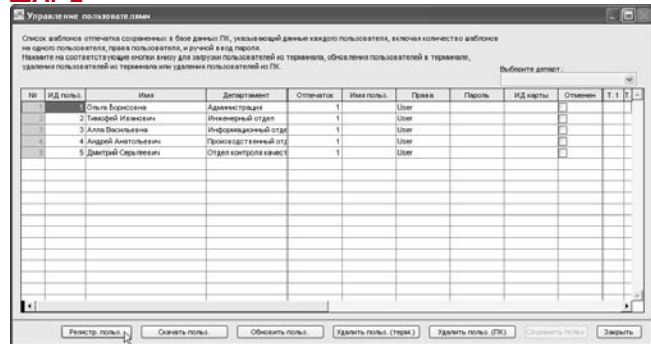 Управление пользователями
Список шаблонов отпечатка сохраненных в базе данных ПК, указывающий данные каждого пользователя, включая количество шаблонов
на одного пользователя, права пользователя, и ручной ввод пароля.
Нажмите на соответствующие кнопки внизу для загрузки пользователей из терминала, обновления пользователей в терминале,
удаления пользователей из терминала или удаления пользователей из ПК.
Выберите департ.:
№ ИД польз. Имя Департамент Отпечаток Имя польз. Права Пароль ИД карты Отменен Т. 1 Т.
1 1 Ольга Борисовна Администрация 1 User
2 2 Тимофей Иванович Инженерный отдел 1 User
3 3 Алла Васильевна Информационный отде 1 User
4 4 Андрей Анатольевич Производственный отд 1 User
5 5 Дмитрий Сергеевич Отдел контроля качест 1 User
Регистр. польз. Скачать польз. Обновить польз. Удалить польз. (терм.) Удалить польз. (ПК) Сохранить польз. Закрыть